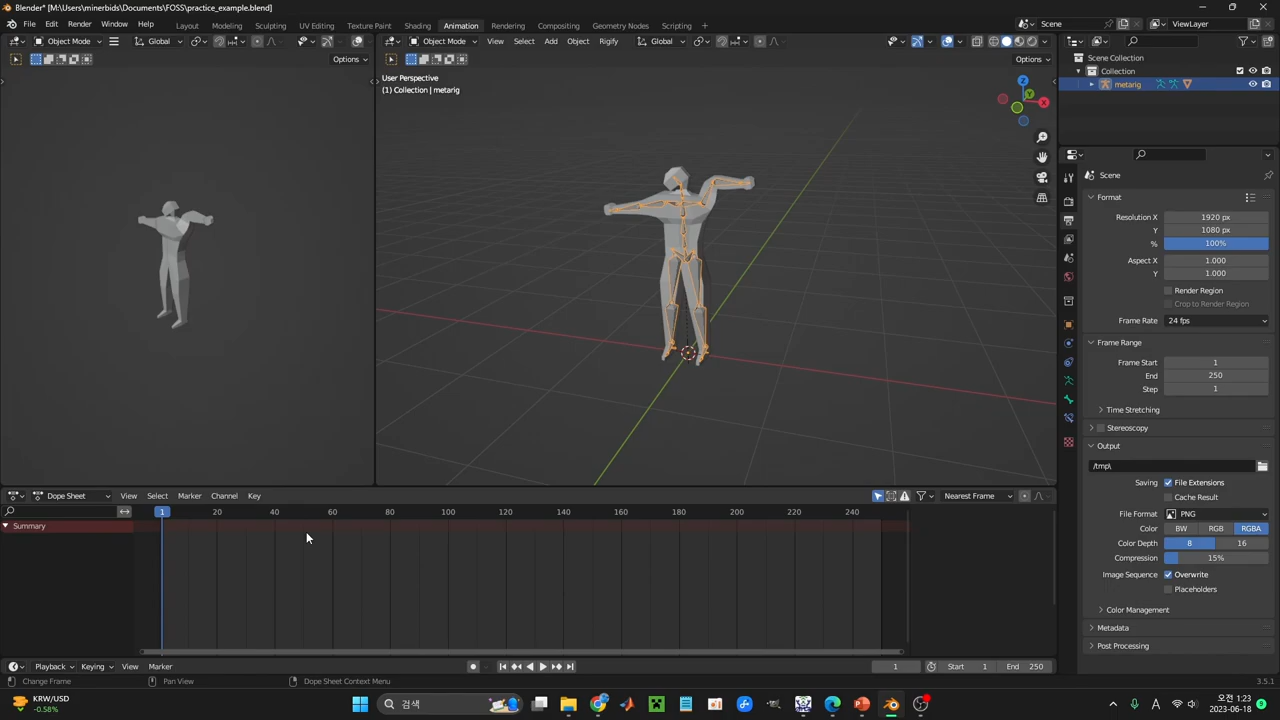 Blender* [M:\Users\minerbids\Documents\FOSS\practice_example.blend]
File Edit Render Window Help Layout Modeling Sculpting UV Editing Texture Paint Shading Animation Rendering Compositing Geometry Nodes Scripting + Scene ViewLayer
Object Mode Global Object Mode View Select Add Object Rigify Global
Options Options Scene Collection
Collection
User Perspective
(1) Collection | metarig
metarig
Z
Y
X
Scene
Format
Resolution X 1920 px
Y 1080 px
% 100%
Aspect X 1.000
Y 1.000
Render Region
Crop to Render Region
Frame Rate 24 fps
Frame Range
Frame Start 1
End 250
Step 1
Time Stretching
Stereoscopy
Output
/tmp\
Saving File Extensions
Cache Result
File Format PNG
Color BW RGB RGBA
Color Depth 8 16
Compression 15%
Image Sequence Overwrite
Placeholders
Color Management
Metadata
Post Processing
Dope Sheet View Select Marker Channel Key Nearest Frame
1 20 40 60 80 100 120 140 160 180 200 220 240
Summary
Playback Keying View Marker 1 Start 1 End 250
Change Frame Pan View Dope Sheet Context Menu 3.5.1
KRW/USD
-0.58%
검색
A
오전 1:23
2023-06-18